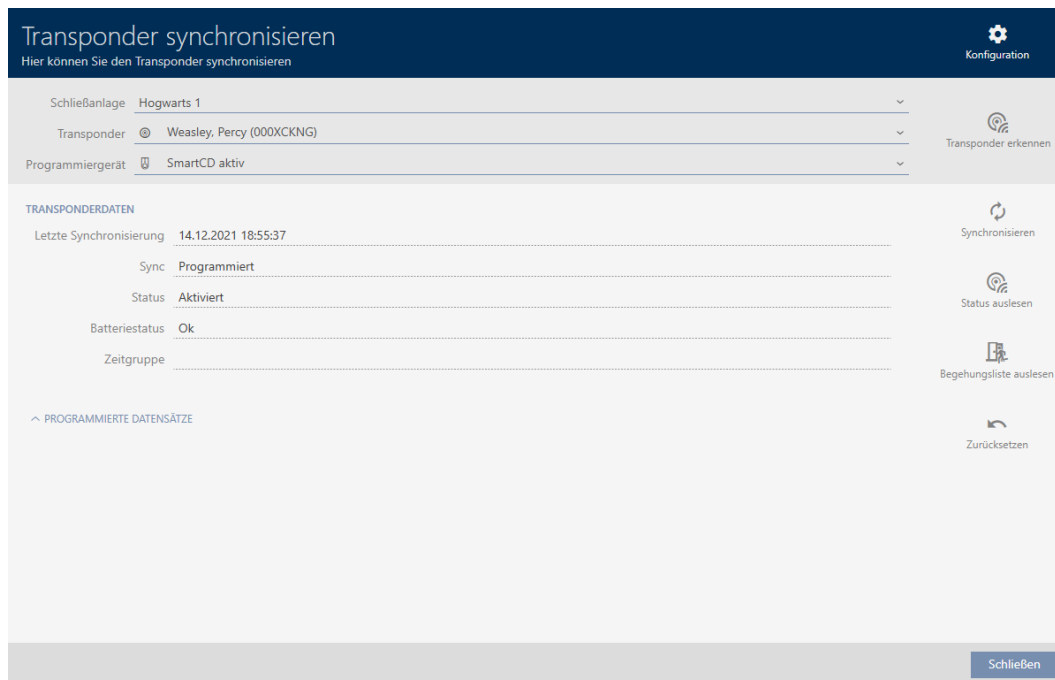 Transponder synchronisieren
Hier können Sie den Transponder synchronisieren
Konfiguration
Schließanlage Hogwarts 1
Transponder Weasley, Percy (000XCKNG)
Programmiergerät SmartCD aktiv
Transponder erkennen
TRANSPONDERDATEN
Letzte Synchronisierung 14.12.2021 18:55:37
Sync Programmiert
Status Aktiviert
Batteriestatus Ok
Zeitgruppe
PROGRAMMIERTE DATENSÄTZE
Synchronisieren
Status auslesen
Begehungsliste auslesen
Zurücksetzen
Schließen